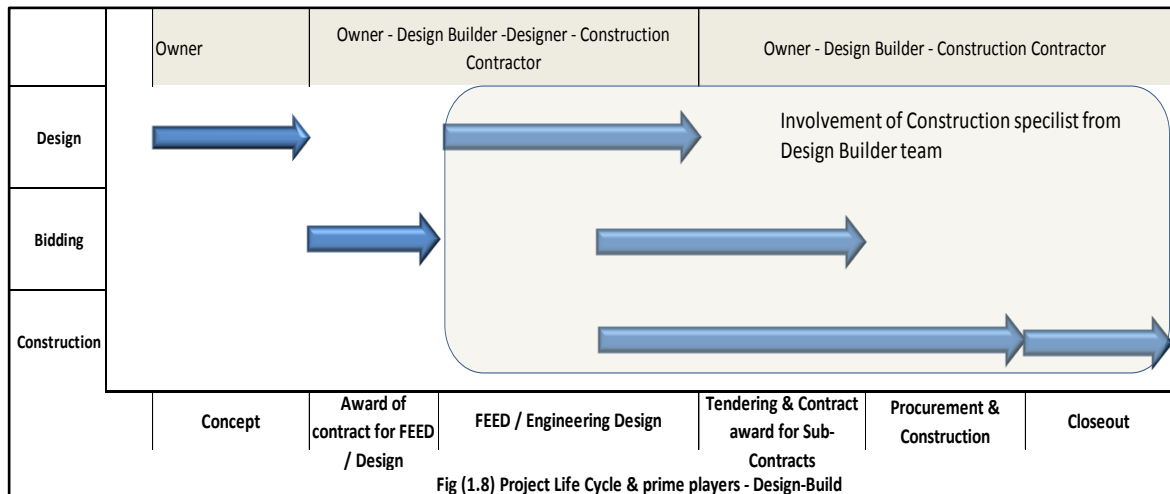 Owner
Owner - Design Builder -Designer - Construction
Contractor
Owner - Design Builder - Construction Contractor
Design
Involvement of Construction specilist from
Design Builder team
Bidding
Construction
Concept
Award of
contract for FEED
/ Design
FEED / Engineering Design
Tendering & Contract
award for Sub-
Contracts
Procurement &
Construction
Closeout
Fig (1.8) Project Life Cycle & prime players - Design-Build